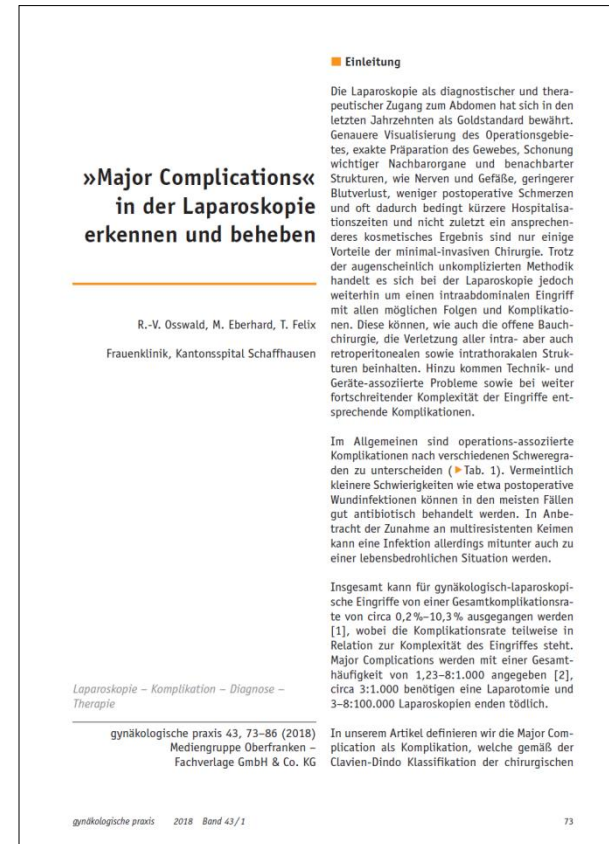 »Major Complications«
in der Laparoskopie
erkennen und beheben
R.-V. Osswald, M. Eberhard, T. Felix
Frauenklinik, Kantonsspital Schaffhausen
Laparoskopie – Komplikation – Diagnose –
Therapie
gynäkologische praxis 43, 73–86 (2018)
Mediengruppe Oberfranken –
Fachverlage GmbH & Co. KG
■ Einleitung
Die Laparoskopie als diagnostischer und thera-
peutischer Zugang zum Abdomen hat sich in den
letzten Jahrzehnten als Goldstandard bewährt.
Genauere Visualisierung des Operationsgebie-
tes, exakte Präparation des Gewebes, Schonung
wichtiger Nachbarorgane und benachbarter
Strukturen, wie Nerven und Gefäße, geringerer
Blutverlust, weniger postoperative Schmerzen
und oft dadurch bedingt kürzere Hospitalisa-
tionszeiten und nicht zuletzt ein ansprechen-
deres kosmetisches Ergebnis sind nur einige
Vorteile der minimal-invasiven Chirurgie. Trotz
der augenscheinlich unkomplizierten Methodik
handelt es sich bei der Laparoskopie jedoch
weiterhin um einen intraabdominalen Eingriff
mit allen möglichen Folgen und Komplikatio-
nen. Diese können, wie auch die offene Bauch-
chirurgie, die Verletzung aller intra- aber auch
retroperitonealen sowie intrathorakalen Struk-
turen beinhalten. Hinzu kommen Technik- und
Geräte-assoziierte Probleme sowie bei weiter
fortschreitender Komplexität der Eingriffe ent-
sprechende Komplikationen.
Im Allgemeinen sind operations-assoziierte
Komplikationen nach verschiedenen Schweregra-
den zu unterscheiden (▶Tab. 1). Vermeintlich
kleinere Schwierigkeiten wie etwa postoperative
Wundinfektionen können in den meisten Fällen
gut antibiotisch behandelt werden. In Anbe-
tracht der Zunahme an multiresistenten Keimen
kann eine Infektion allerdings mitunter auch zu
einer lebensbedrohlichen Situation werden.
Insgesamt kann für gynäkologisch-laparoskopi-
sche Eingriffe von einer Gesamtkomplikationsra-
te von circa 0,2 %–10,3 % ausgegangen werden
[1], wobei die Komplikationsrate teilweise in
Relation zur Komplexität des Eingriffes steht.
Major Complications werden mit einer Gesamt-
häufigkeit von 1,23–8:1.000 angegeben [2],
circa 3:1.000 benötigen eine Laparotomie und
3–8:100.000 Laparoskopien enden tödlich.
In unserem Artikel definieren wir die Major Com-
plication als Komplikation, welche gemäß der
Clavien-Dindo Klassifikation der chirurgischen
gynäkologische praxis 2018 Band 43/1
73